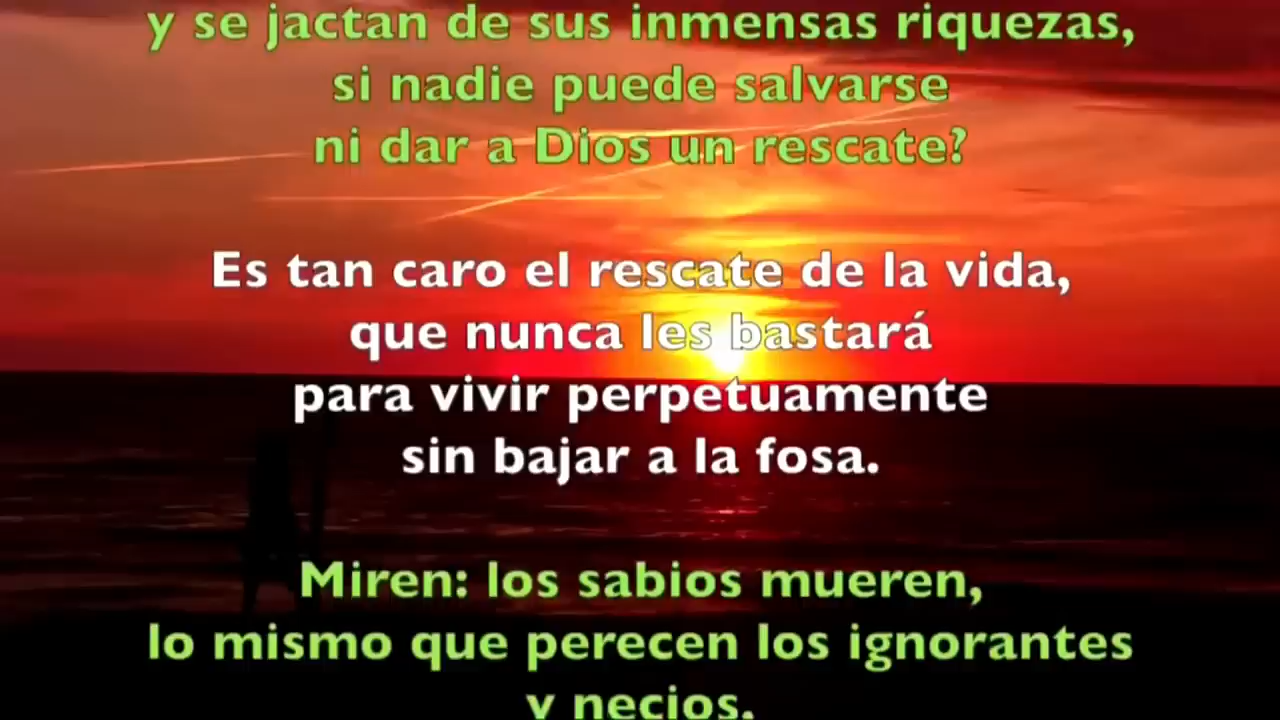 y se jactan de sus inmensas riquezas,
si nadie puede salvarse
ni dar a Dios un rescate?
Es tan caro el rescate de la vida,
que nunca les bastará
para vivir perpetuamente
sin bajar a la fosa.
Miren: los sabios mueren,
lo mismo que perecen los ignorantes
y necios.